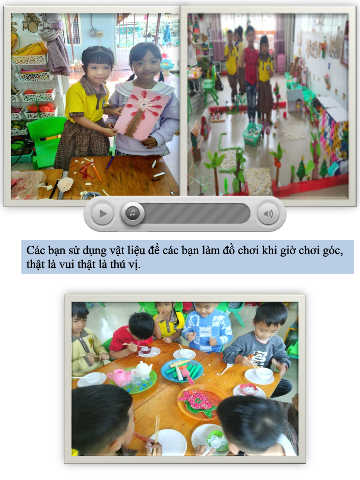 Các bạn sử dụng vật liệu để các bạn làm đồ chơi khi giờ chơi góc,
thật là vui thật là thú vị.